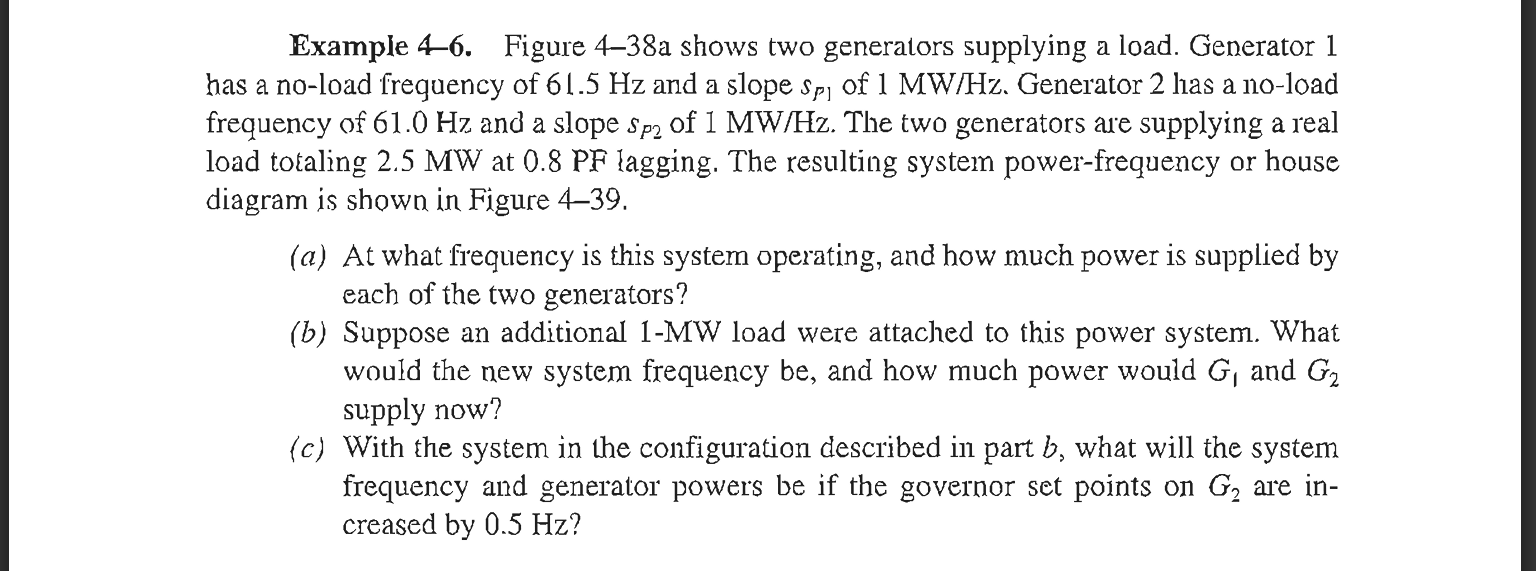 Example 4–6. Figure 4–38a shows two generators supplying a load. Generator 1
has a no-load frequency of 61.5 Hz and a slope sP1 of 1 MW/Hz. Generator 2 has a no-load
frequency of 61.0 Hz and a slope sP2 of 1 MW/Hz. The two generators are supplying a real
load totaling 2.5 MW at 0.8 PF lagging. The resulting system power-frequency or house
diagram is shown in Figure 4–39.
(a) At what frequency is this system operating, and how much power is supplied by
each of the two generators?
(b) Suppose an additional 1-MW load were attached to this power system. What
would the new system frequency be, and how much power would G1 and G2
supply now?
(c) With the system in the configuration described in part b, what will the system
frequency and generator powers be if the governor set points on G2 are in-
creased by 0.5 Hz?